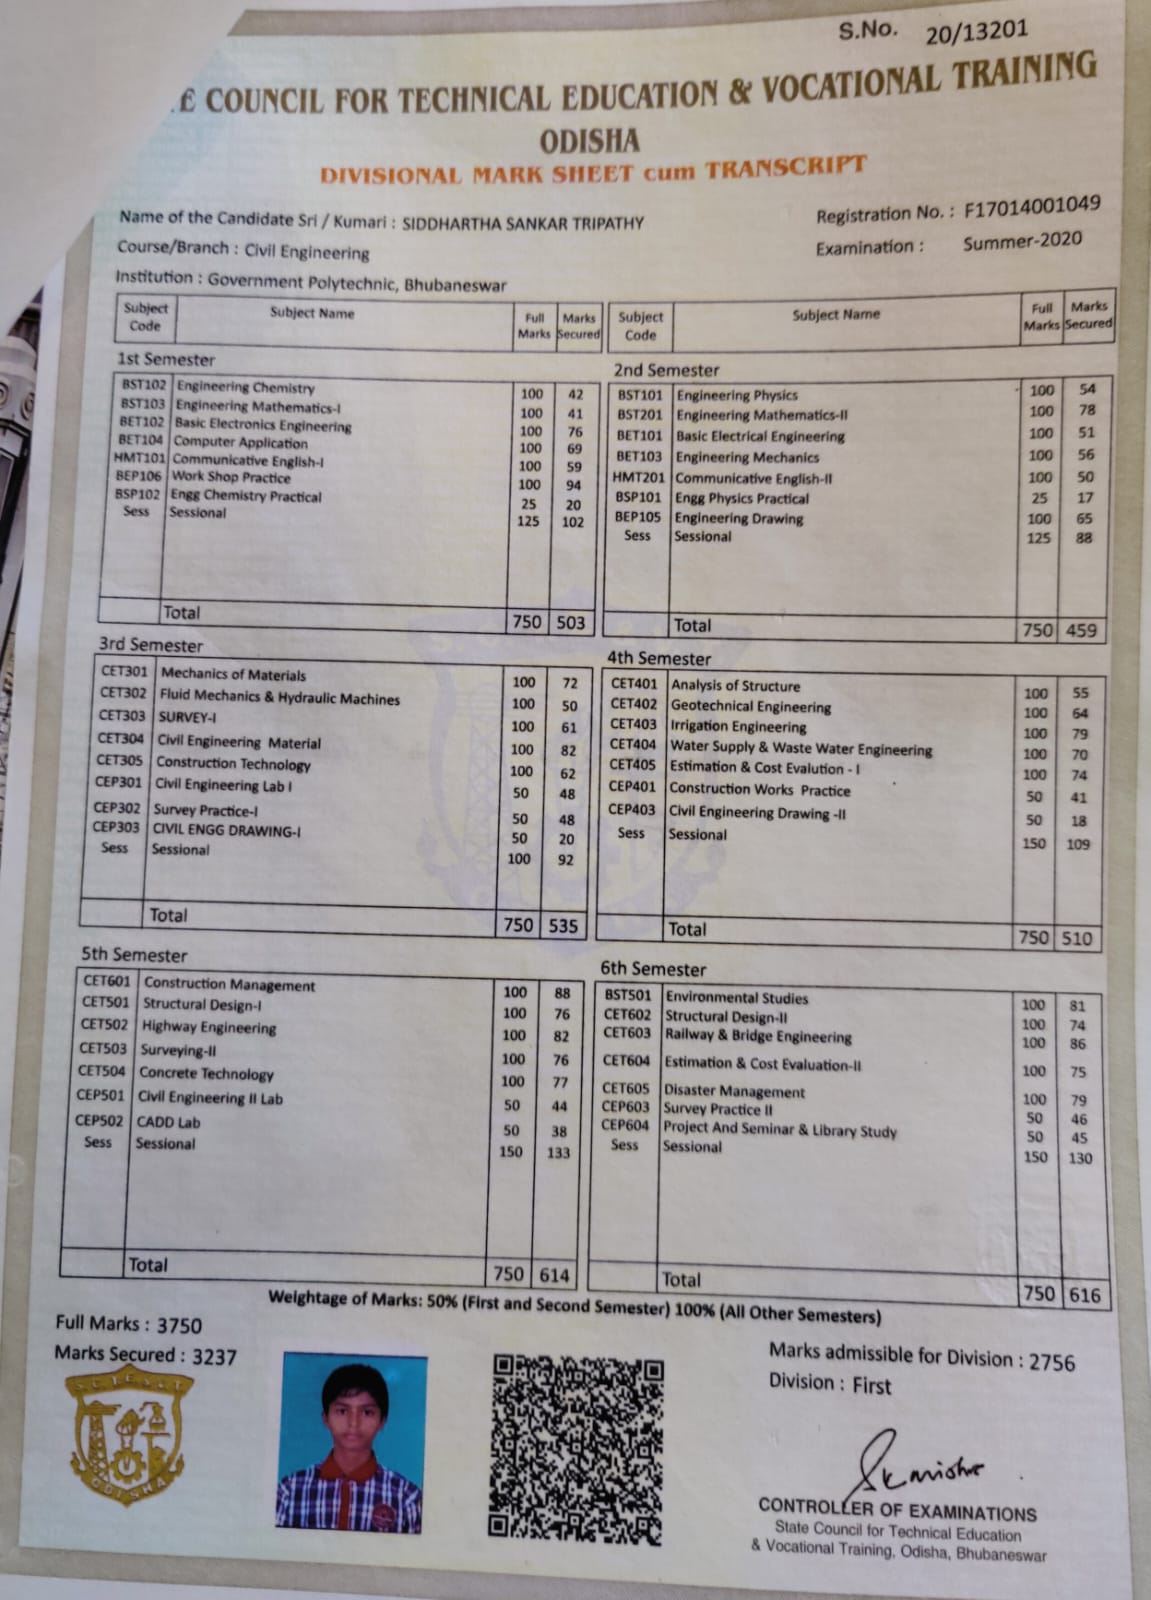 S.No. 20/13201
E COUNCIL FOR TECHNICAL EDUCATION & VOCATIONAL TRAINING
ODISHA
DIVISIONAL MARK SHEET cum TRANSCRIPT
Name of the Candidate Sri / Kumari : SIDDHARTHA SANKAR TRIPATHY
Registration No. : F17014001049
Course/Branch : Civil Engineering
Examination : Summer-2020
Institution : Government Polytechnic, Bhubaneswar
Subject Code Subject Name Full Marks Marks Secured
Subject Code Subject Name Full Marks Marks Secured
1st Semester
BST102 Engineering Chemistry 100 42
BST103 Engineering Mathematics-I 100 41
BET102 Basic Electronics Engineering 100 76
BET104 Computer Application 100 69
HMT101 Communicative English-I 100 59
BEP106 Work Shop Practice 100 94
BSP102 Engg Chemistry Practical 25 20
Sess Sessional 125 102
Total 750 503
2nd Semester
BST101 Engineering Physics 100 54
BST201 Engineering Mathematics-II 100 78
BET101 Basic Electrical Engineering 100 51
BET103 Engineering Mechanics 100 56
HMT201 Communicative English-II 100 50
BSP101 Engg Physics Practical 25 17
BEP105 Engineering Drawing 100 65
Sess Sessional 125 88
Total 750 459
3rd Semester
CET301 Mechanics of Materials 100 72
CET302 Fluid Mechanics & Hydraulic Machines 100 50
CET303 SURVEY-I 100 61
CET304 Civil Engineering Material 100 82
CET305 Construction Technology 100 62
CEP301 Civil Engineering Lab I 50 48
CEP302 Survey Practice-I 50 48
CEP303 CIVIL ENGG DRAWING-I 50 20
Sess Sessional 100 92
Total 750 535
4th Semester
CET401 Analysis of Structure 100 55
CET402 Geotechnical Engineering 100 64
CET403 Irrigation Engineering 100 79
CET404 Water Supply & Waste Water Engineering 100 70
CET405 Estimation & Cost Evalution - I 100 74
CEP401 Construction Works Practice 50 41
CEP403 Civil Engineering Drawing -II 50 18
Sess Sessional 150 109
Total 750 510
5th Semester
CET601 Construction Management 100 88
CET501 Structural Design-I 100 76
CET502 Highway Engineering 100 82
CET503 Surveying-II 100 76
CET504 Concrete Technology 100 77
CEP501 Civil Engineering II Lab 50 44
CEP502 CADD Lab 50 38
Sess Sessional 150 133
Total 750 614
6th Semester
BST501 Environmental Studies 100 81
CET602 Structural Design-II 100 74
CET603 Railway & Bridge Engineering 100 86
CET604 Estimation & Cost Evaluation-II 100 75
CET605 Disaster Management 100 79
CEP603 Survey Practice II 50 46
CEP604 Project And Seminar & Library Study 50 45
Sess Sessional 150 130
Total 750 616
Weightage of Marks: 50% (First and Second Semester) 100% (All Other Semesters)
Full Marks : 3750
Marks Secured : 3237
Marks admissible for Division : 2756
Division : First
ODISHA
CONTROLLER OF EXAMINATIONS
State Council for Technical Education
& Vocational Training, Odisha, Bhubaneswar